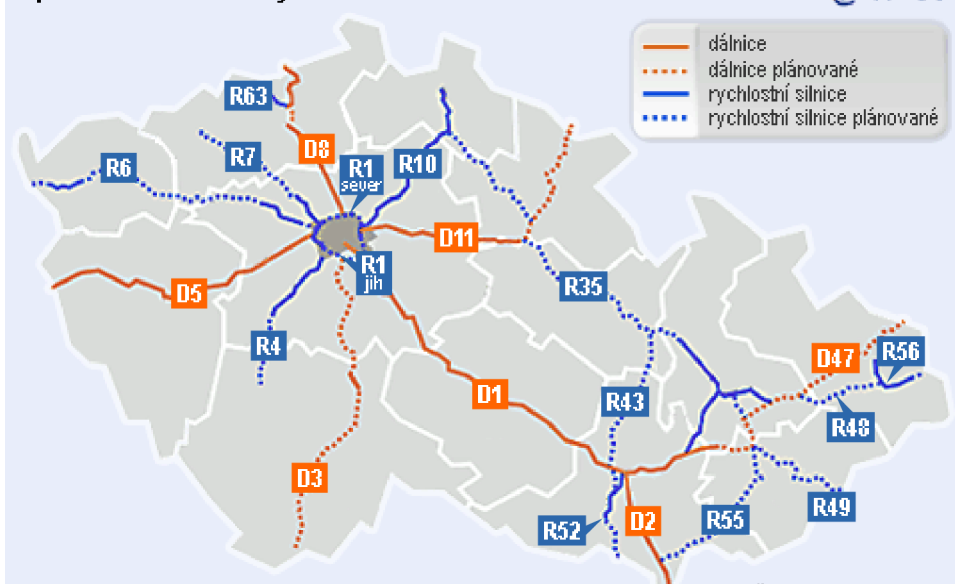 dálnice
dálnice plánované
rychlostní silnice
rychlostní silnice plánované
R63
D8
R7
R6
R1
sever
R10
D11
R1
jih
D5
R35
R4
D47
R56
D1
R43
R48
D3
R49
R52
D2
R55